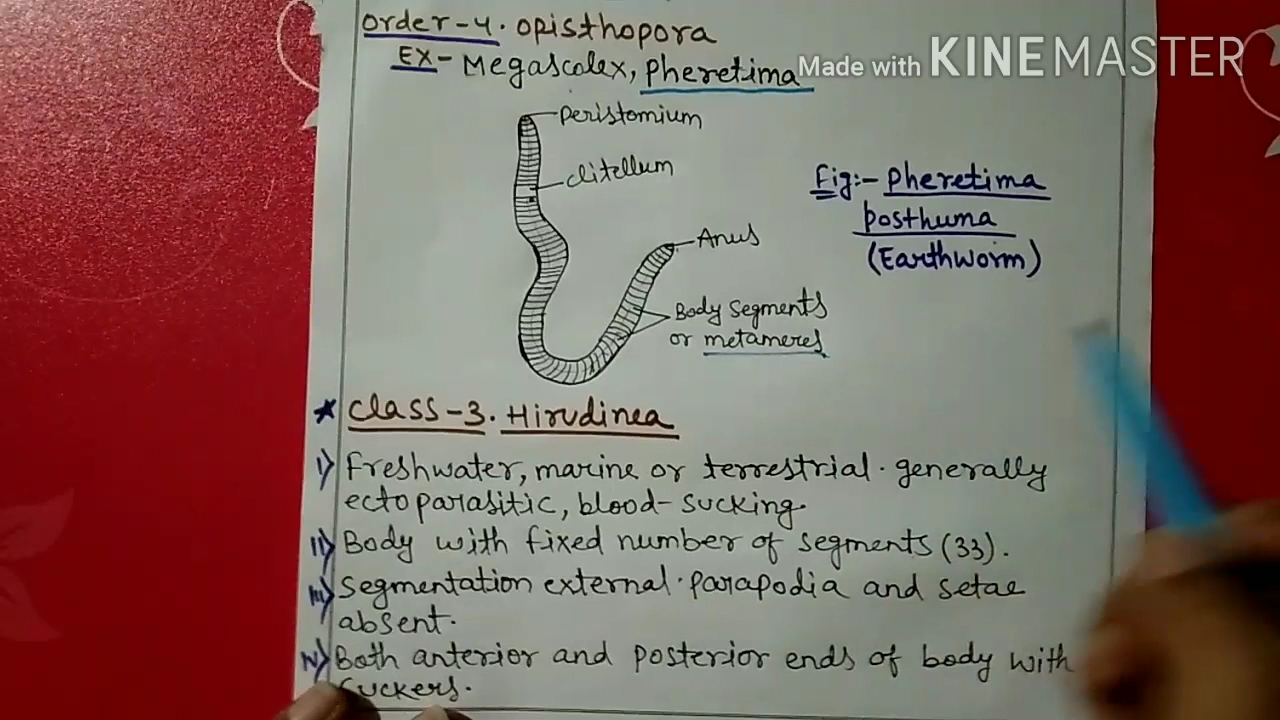 Order-4. Opisthopora
Ex- Megascolex, Pheretima
Made with KINEMASTER
Peristomium
clitellum
Fig:- Pheretima
posthuma
(Earthworm)
Anus
Body segments
or metameres
★ Class-3. Hirudinea
I) Freshwater, marine or terrestrial. generally
ectoparasitic, blood-sucking.
II) Body with fixed number of segments (33).
III) Segmentation external. parapodia and setae
absent.
IV) Both anterior and posterior ends of body with
suckers.